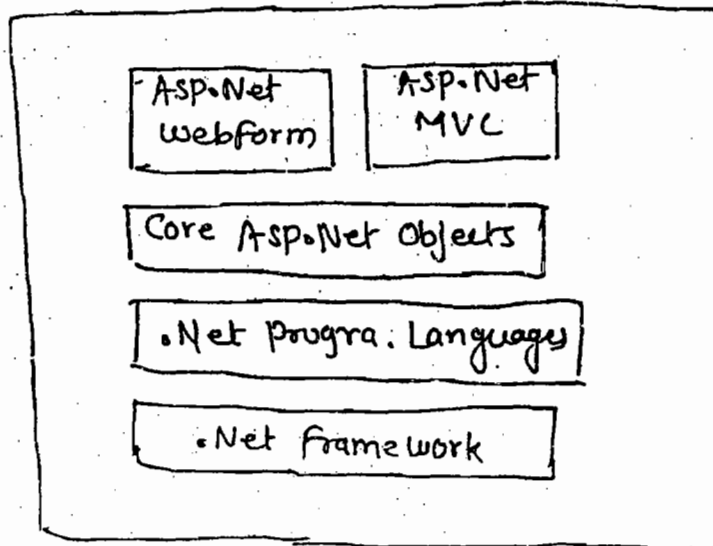 ASP.Net
webform
ASP.Net
MVC
Core ASP.Net Objects
.Net Progra. Languages
.Net framework